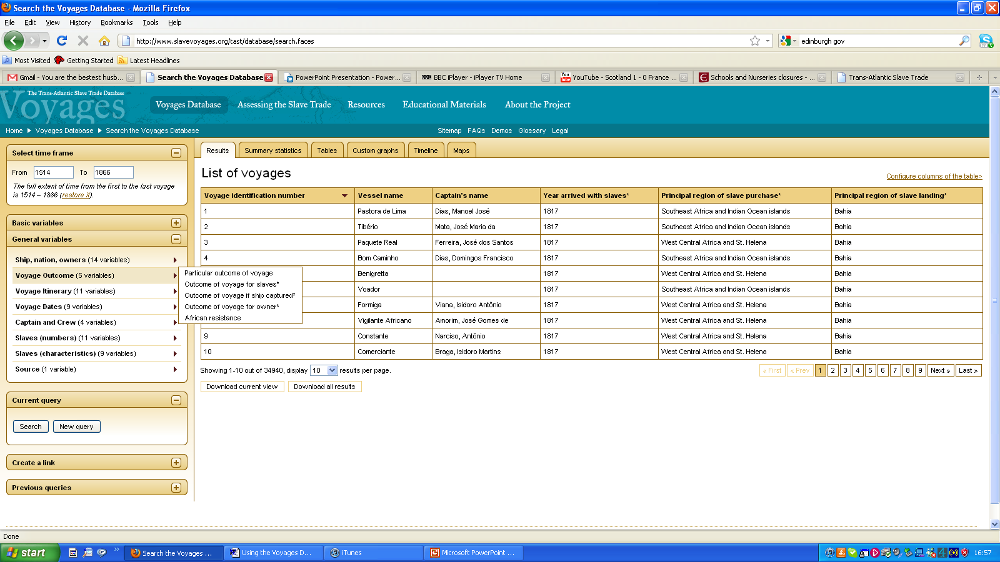 Search the Voyages Database - Mozilla Firefox
File Edit View History Bookmarks Tools Help
http://www.slavevoyages.org/tast/database/search.faces
edinburgh gov
Most Visited Getting Started Latest Headlines
Gmail - You are the bestest husb... Search the Voyages Database PowerPoint Presentation - Power... BBC iPlayer - iPlayer TV Home YouTube - Scotland 1 - 0 France ... Schools and Nurseries closures - ... Trans-Atlantic Slave Trade
The Trans-Atlantic Slave Trade Database
Voyages
Voyages Database Assessing the Slave Trade Resources Educational Materials About the Project
Home Voyages Database Search the Voyages Database Sitemap FAQs Demos Glossary Legal
Select time frame
From 1514 To 1866
The full extent of time from the first to the last voyage
is 1514 – 1866 (restore it).
Basic variables
General variables
Ship, nation, owners (14 variables)
Voyage Outcome (5 variables)
Voyage Itinerary (11 variables)
Voyage Dates (9 variables)
Captain and Crew (4 variables)
Slaves (numbers) (11 variables)
Slaves (characteristics) (9 variables)
Source (1 variable)
Particular outcome of voyage
Outcome of voyage for slaves*
Outcome of voyage if ship captured*
Outcome of voyage for owner*
African resistance
Current query
Search New query
Create a link
Previous queries
Results Summary statistics Tables Custom graphs Timeline Maps
List of voyages
Configure columns of the table>
Voyage identification number Vessel name Captain's name Year arrived with slaves* Principal region of slave purchase* Principal region of slave landing*
1 Pastora de Lima Dias, Manoel José 1817 Southeast Africa and Indian Ocean islands Bahia
2 Tibério Mata, José Maria da 1817 Southeast Africa and Indian Ocean islands Bahia
3 Paquete Real Ferreira, José dos Santos 1817 West Central Africa and St. Helena Bahia
4 Bom Caminho Dias, Domingos Francisco 1817 Southeast Africa and Indian Ocean islands Bahia
Benigretta 1817 West Central Africa and St. Helena Bahia
Voador 1817 Southeast Africa and Indian Ocean islands Bahia
Formiga Viana, Isidoro Antônio 1817 West Central Africa and St. Helena Bahia
Vigilante Africano Amorim, José Gomes de 1817 West Central Africa and St. Helena Bahia
9 Constante Narciso, Antônio 1817 West Central Africa and St. Helena Bahia
10 Comerciante Braga, Isidoro Martins 1817 West Central Africa and St. Helena Bahia
Showing 1-10 out of 34940, display 10 results per page.
« First « Prev 1 2 3 4 5 6 7 8 9 Next » Last »
Download current view Download all results
Done
start Search the Voyages ... Using the Voyages D... iTunes Microsoft PowerPoint ... 16:57